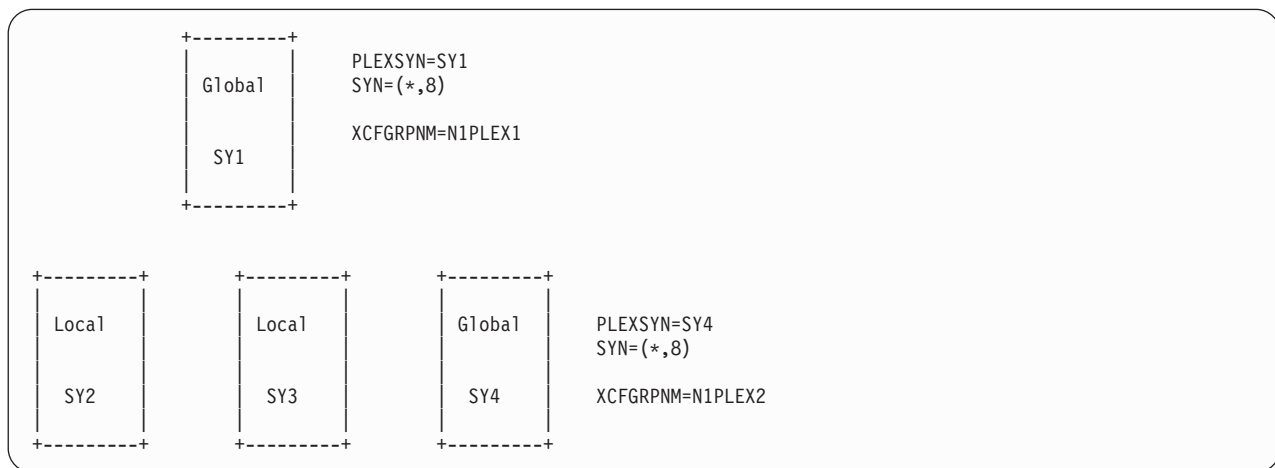 PLEXSYN=SY1
Global SYN=(*,8)
XCFGRPNM=N1PLEX1
SY1
Local Local Global PLEXSYN=SY4
SYN=(*,8)
SY2 SY3 SY4 XCFGRPNM=N1PLEX2